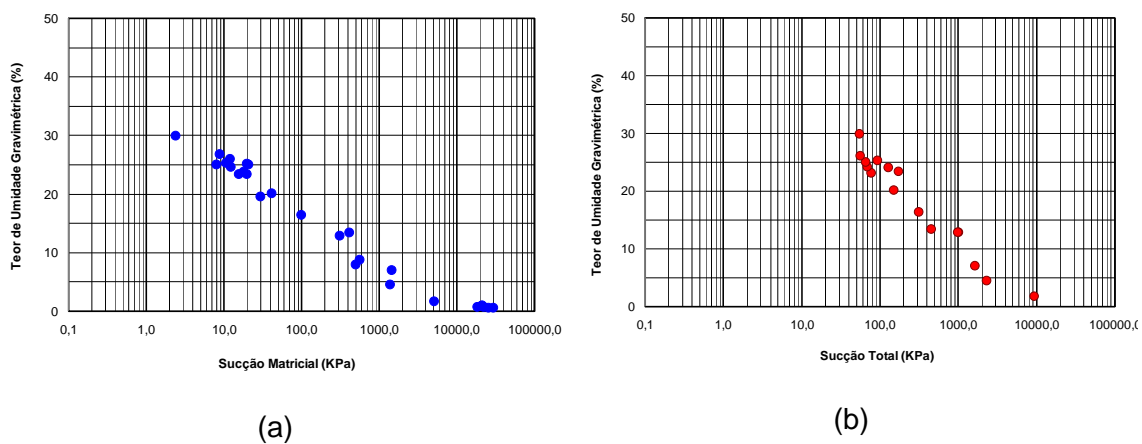 Teor de Umidade Gravimétrica (%)
50
40
30
20
10
0
0,1 1,0 10,0 100,0 1000,0 10000,0 100000,0
Sucção Matricial (KPa)
(a)
Teor de Umidade Gravimétrica (%)
50
40
30
20
10
0
0,1 1,0 10,0 100,0 1000,0 10000,0 100000,0
Sucção Total (KPa)
(b)